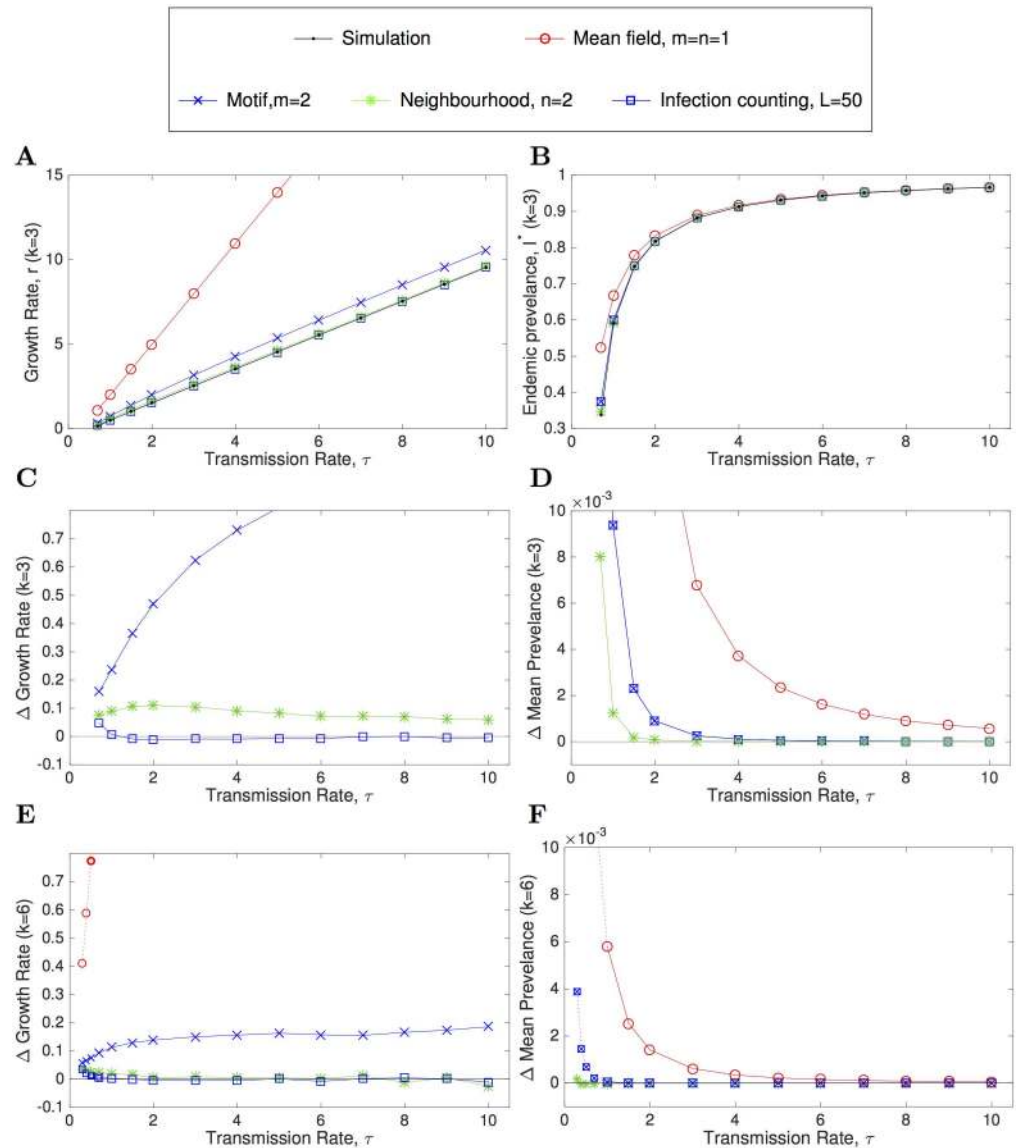 Simulation
Mean field, m=n=1
Motif,m=2
Neighbourhood, n=2
Infection counting, L=50
A
15
10
5
0
Growth Rate, r (k=3)
0 2 4 6 8 10
Transmission Rate, τ
B
1
0.9
0.8
0.7
0.6
0.5
0.4
0.3
Endemic prevelance, I* (k=3)
0 2 4 6 8 10
Transmission Rate, τ
C
0.7
0.6
0.5
0.4
0.3
0.2
0.1
0
-0.1
Δ Growth Rate (k=3)
0 2 4 6 8 10
Transmission Rate, τ
D
×10⁻³
10
8
6
4
2
0
Δ Mean Prevelance (k=3)
0 2 4 6 8 10
Transmission Rate, τ
E
0.7
0.6
0.5
0.4
0.3
0.2
0.1
0
-0.1
Δ Growth Rate (k=6)
0 2 4 6 8 10
Transmission Rate, τ
F
×10⁻³
10
8
6
4
2
0
Δ Mean Prevelance (k=6)
0 2 4 6 8 10
Transmission Rate, τ